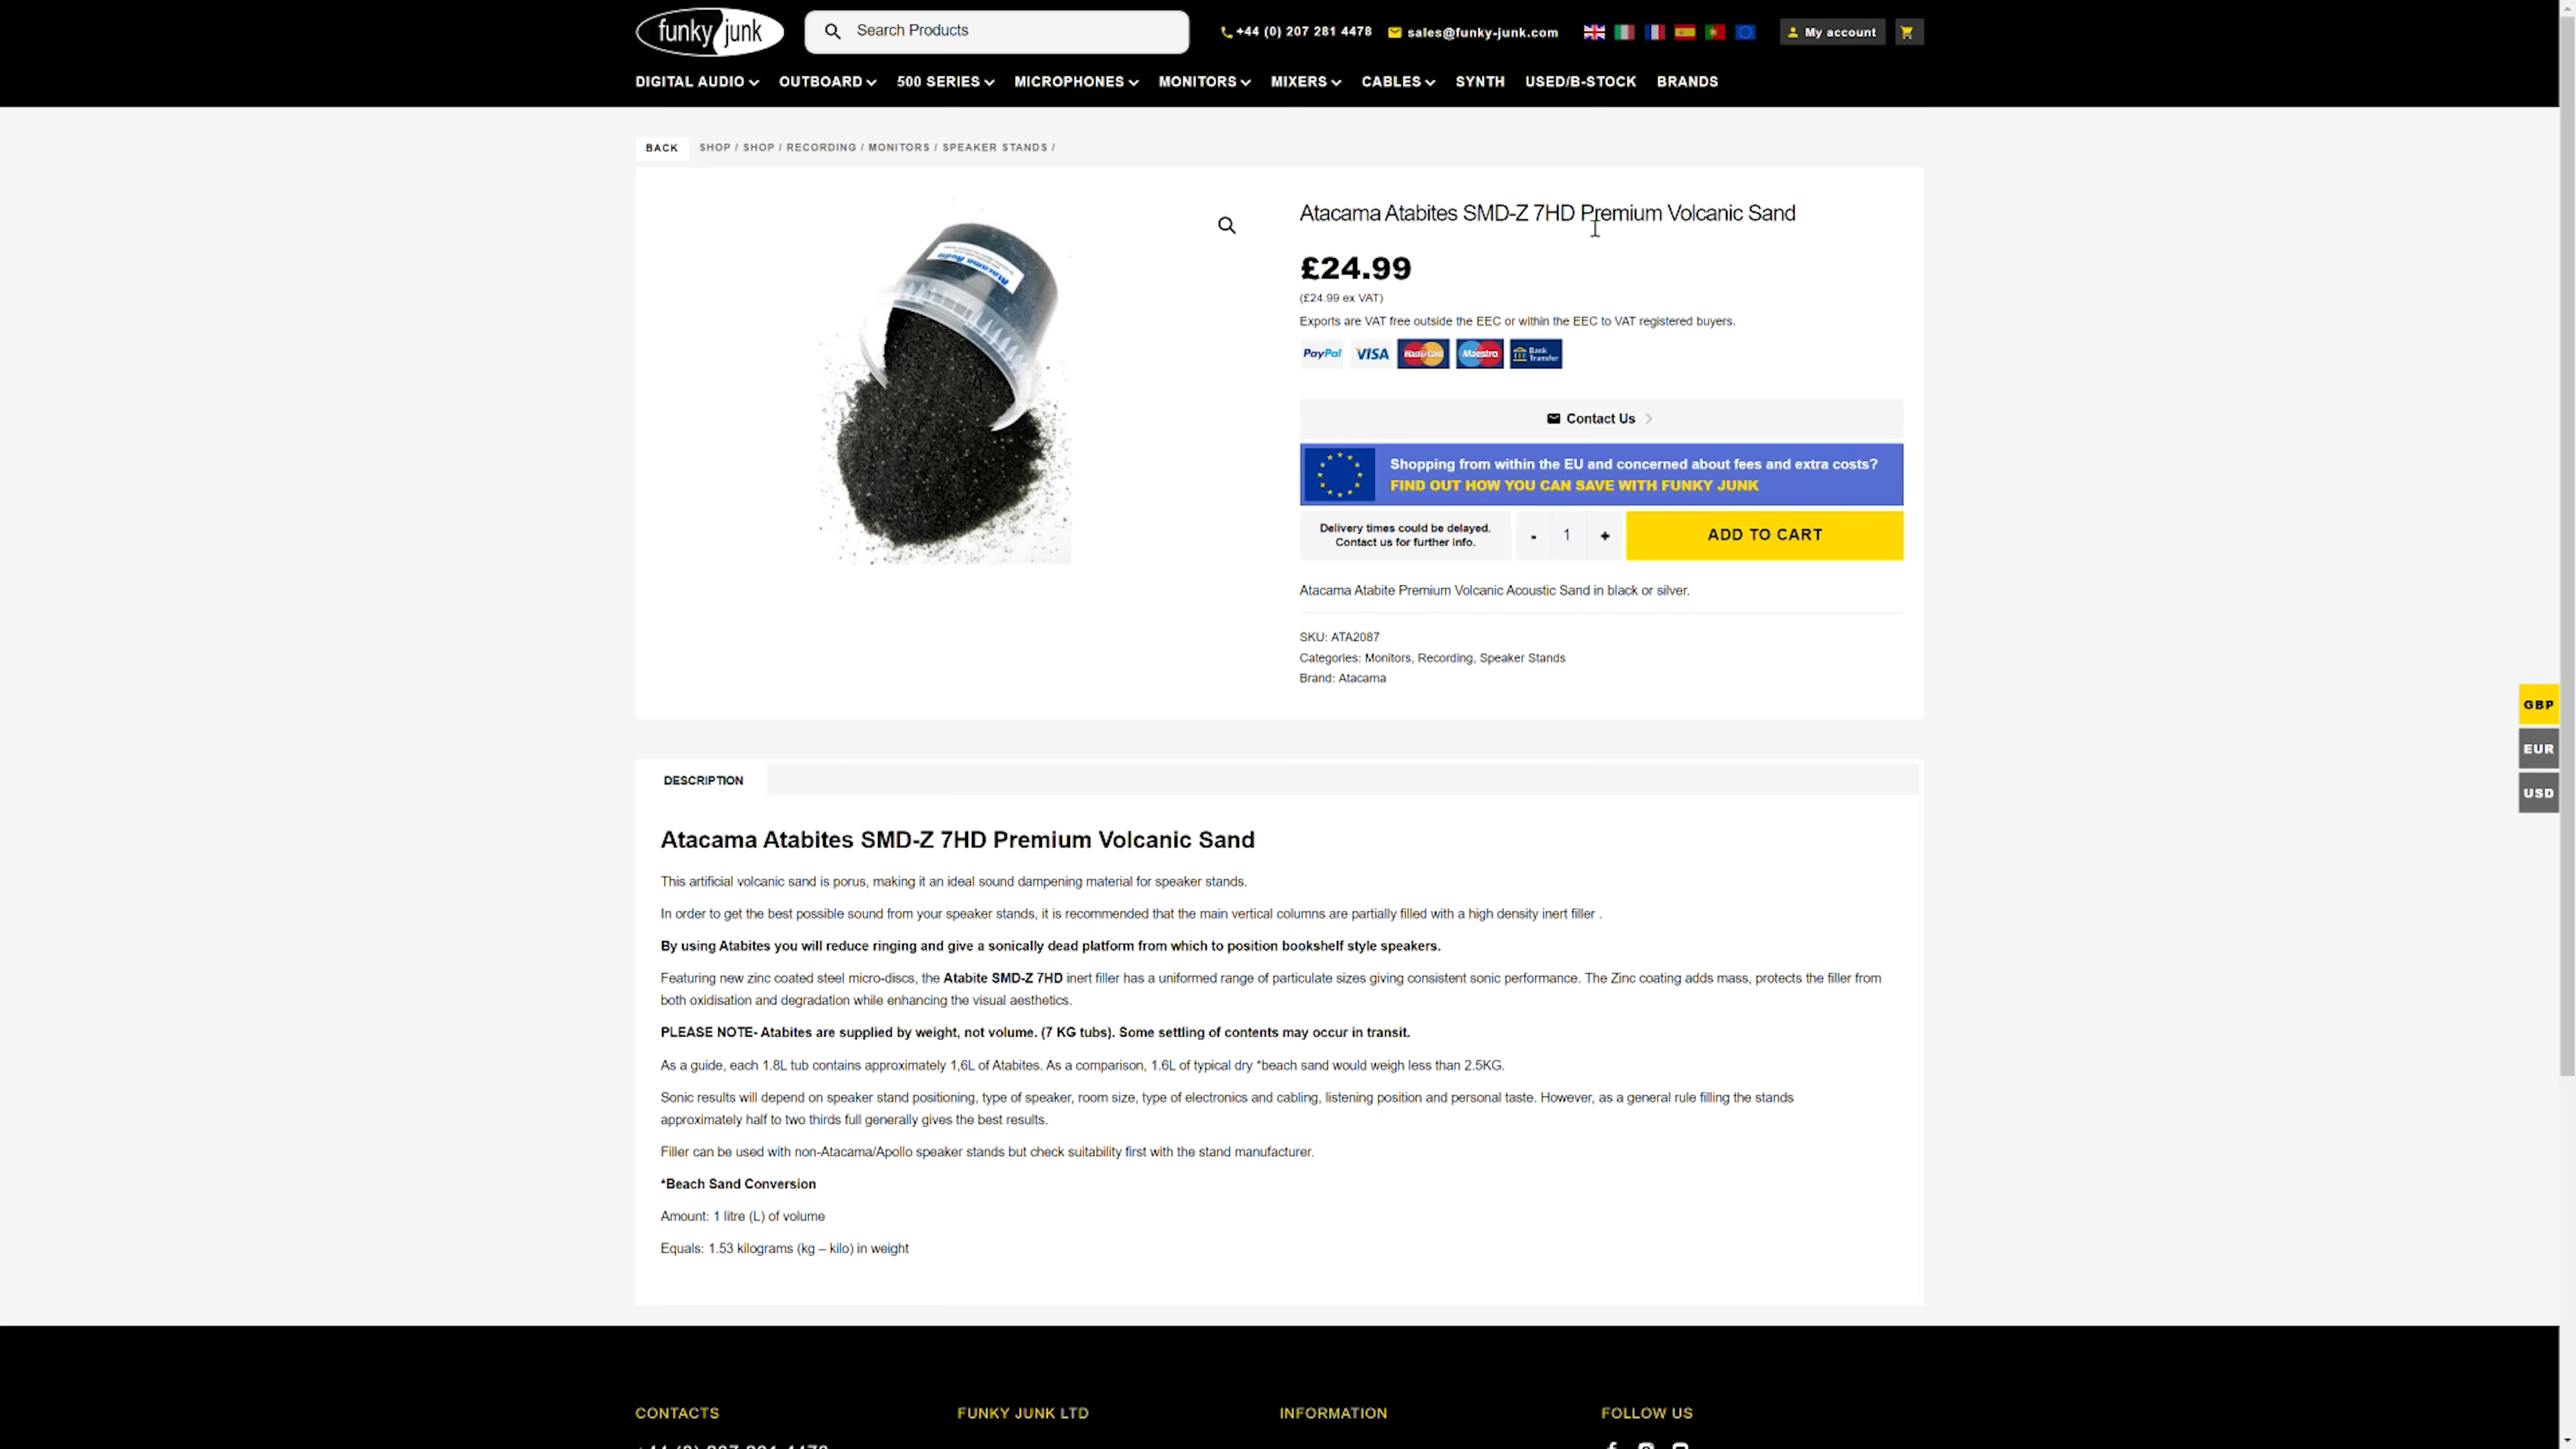 funky junk
Search Products
+44 (0) 207 281 4478
sales@funky-junk.com
My account
DIGITAL AUDIO
OUTBOARD
500 SERIES
MICROPHONES
MONITORS
MIXERS
CABLES
SYNTH
USED/B-STOCK
BRANDS
BACK
SHOP / SHOP / RECORDING / MONITORS / SPEAKER STANDS /
Atacama Audio
Atacama Atabites SMD-Z 7HD Premium Volcanic Sand
£24.99
(£24.99 ex VAT)
Exports are VAT free outside the EEC or within the EEC to VAT registered buyers.
PayPal VISA MasterCard Maestro Bank Transfer
Contact Us
Shopping from within the EU and concerned about fees and extra costs?
FIND OUT HOW YOU CAN SAVE WITH FUNKY JUNK
Delivery times could be delayed.
Contact us for further info.
- 1 +
ADD TO CART
Atacama Atabite Premium Volcanic Acoustic Sand in black or silver.
SKU: ATA2087
Categories: Monitors, Recording, Speaker Stands
Brand: Atacama
GBP
EUR
USD
DESCRIPTION
Atacama Atabites SMD-Z 7HD Premium Volcanic Sand
This artificial volcanic sand is porus, making it an ideal sound dampening material for speaker stands.
In order to get the best possible sound from your speaker stands, it is recommended that the main vertical columns are partially filled with a high density inert filler .
By using Atabites you will reduce ringing and give a sonically dead platform from which to position bookshelf style speakers.
Featuring new zinc coated steel micro-discs, the Atabite SMD-Z 7HD inert filler has a uniformed range of particulate sizes giving consistent sonic performance. The Zinc coating adds mass, protects the filler from
both oxidisation and degradation while enhancing the visual aesthetics.
PLEASE NOTE- Atabites are supplied by weight, not volume. (7 KG tubs). Some settling of contents may occur in transit.
As a guide, each 1.8L tub contains approximately 1,6L of Atabites. As a comparison, 1.6L of typical dry *beach sand would weigh less than 2.5KG.
Sonic results will depend on speaker stand positioning, type of speaker, room size, type of electronics and cabling, listening position and personal taste. However, as a general rule filling the stands
approximately half to two thirds full generally gives the best results.
Filler can be used with non-Atacama/Apollo speaker stands but check suitability first with the stand manufacturer.
*Beach Sand Conversion
Amount: 1 litre (L) of volume
Equals: 1.53 kilograms (kg – kilo) in weight
CONTACTS
FUNKY JUNK LTD
INFORMATION
FOLLOW US
+44 (0) 207 281 4478